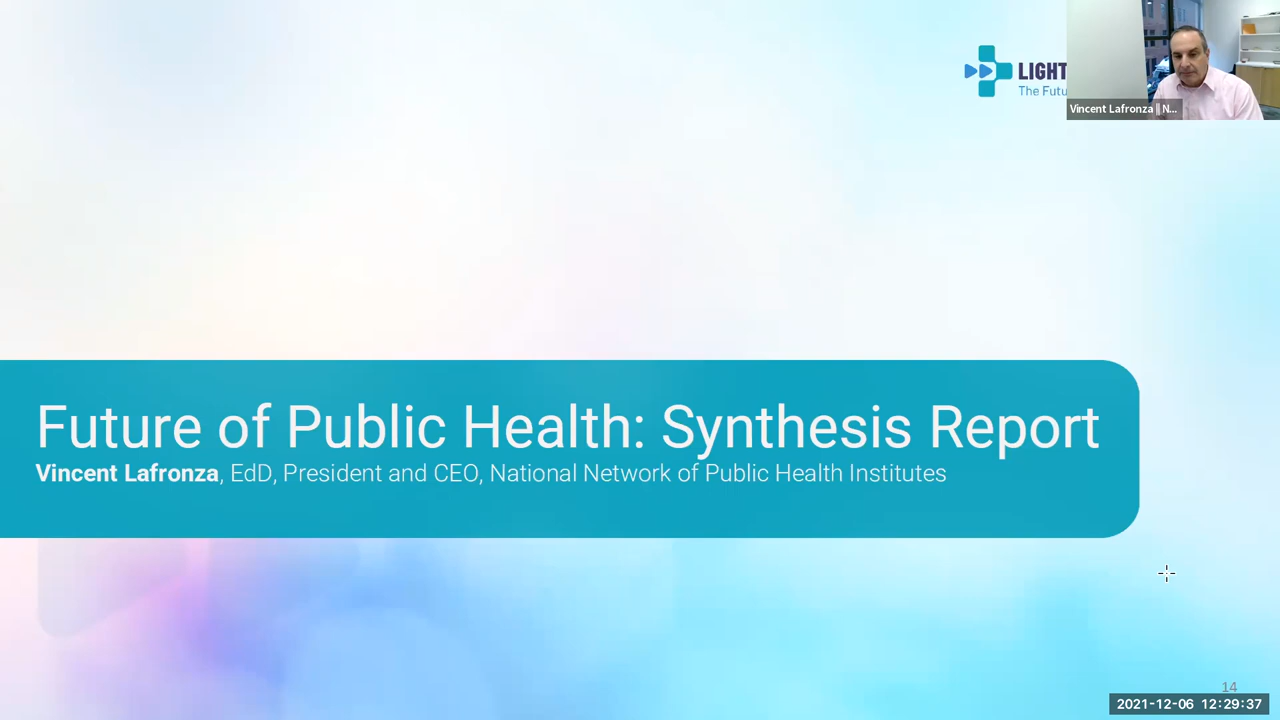 LIGHT
The Futu
Vincent Lafronza || N...
Future of Public Health: Synthesis Report
Vincent Lafronza, EdD, President and CEO, National Network of Public Health Institutes
14
2021-12-06 12:29:37